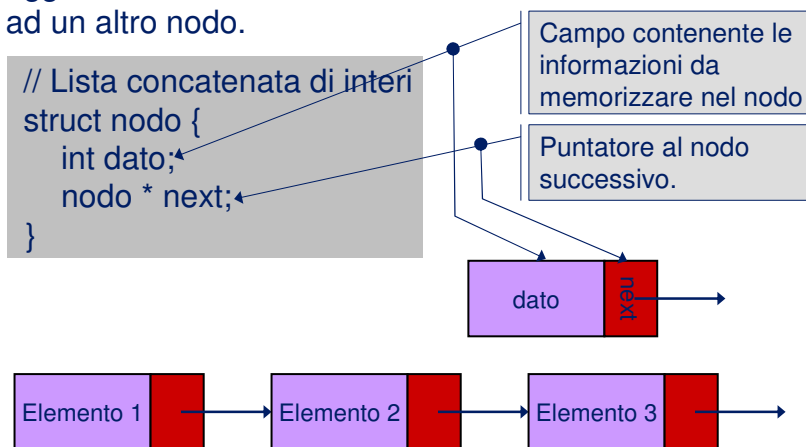 ad un altro nodo.
// Lista concatenata di interi
struct nodo {
int dato;
nodo * next;
}
Campo contenente le
informazioni da
memorizzare nel nodo
Puntatore al nodo
successivo.
dato
next
Elemento 1
Elemento 2
Elemento 3